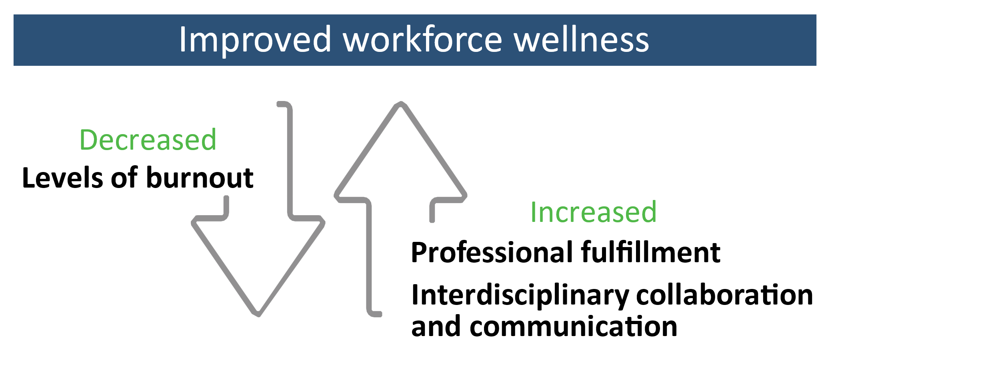 Improved workforce wellness
Decreased
Levels of burnout
Increased
Professional fulfillment
Interdisciplinary collaboration
and communication